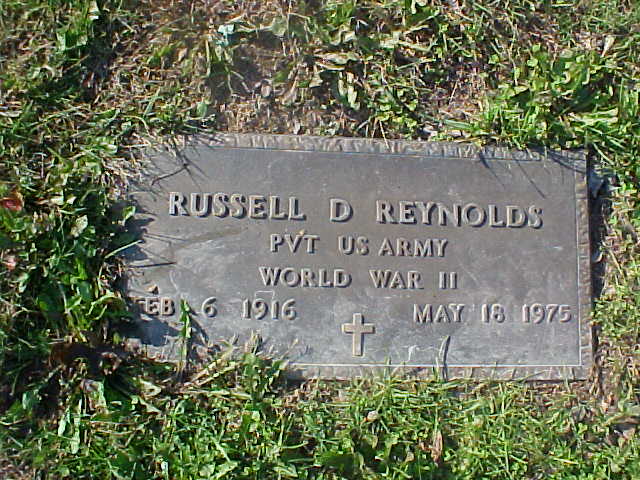 RUSSELL D REYNOLDS
PVT US ARMY
WORLD WAR II
FEB 6 1916 MAY 18 1975